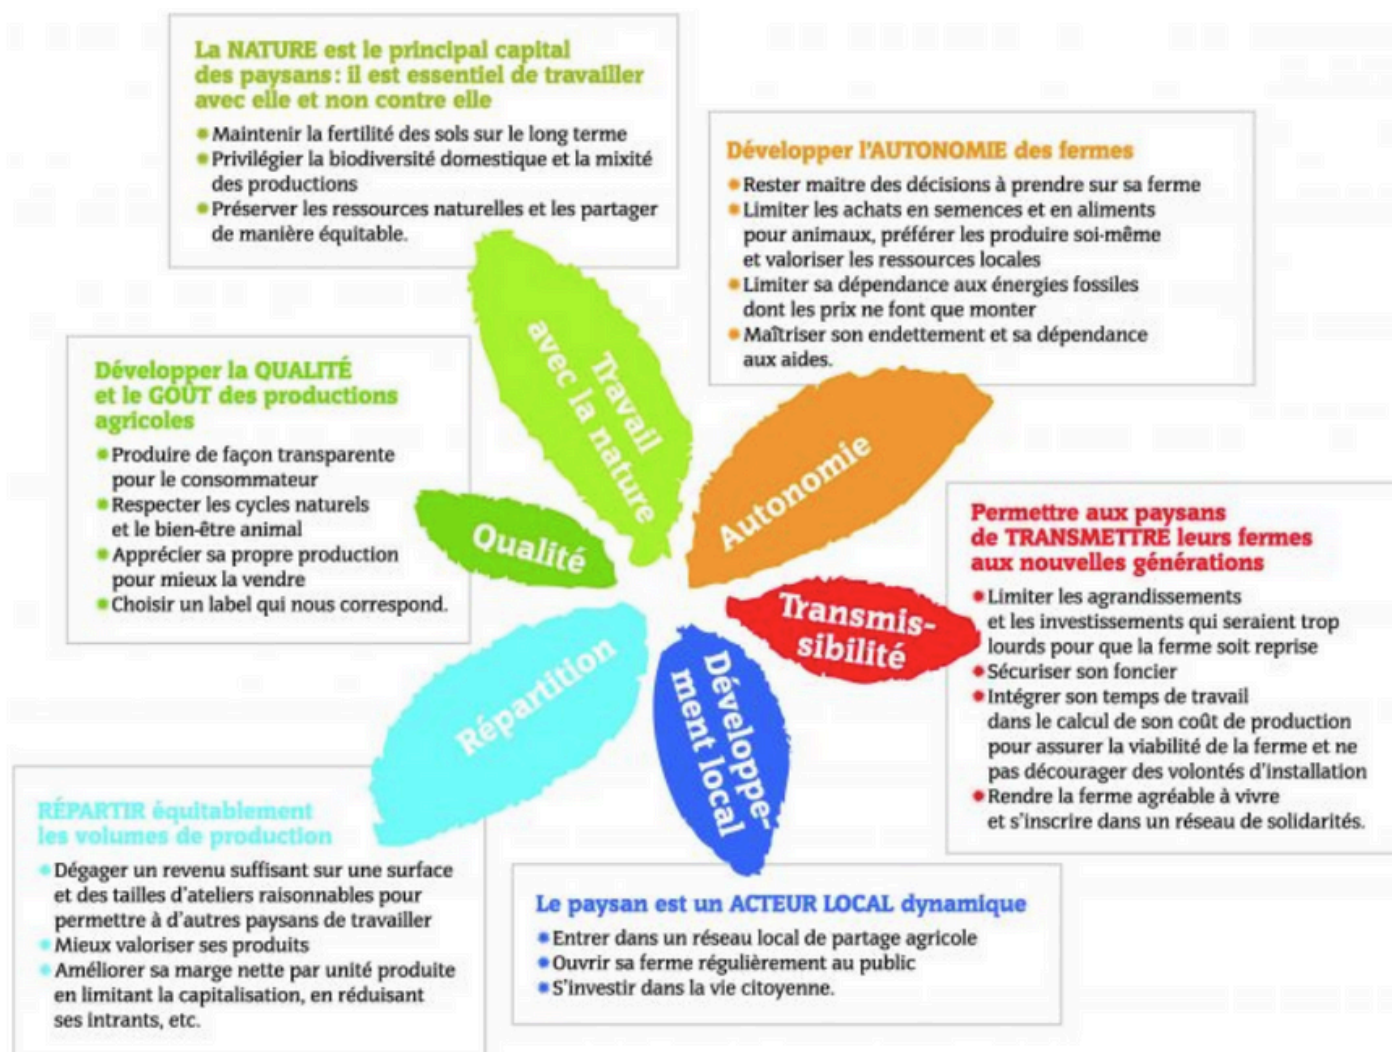 La NATURE est le principal capital
des paysans : il est essentiel de travailler
avec elle et non contre elle
Maintenir la fertilité des sols sur le long terme
Privilégier la biodiversité domestique et la mixité
des productions
Préserver les ressources naturelles et les partager
de manière équitable.
Développer l'AUTONOMIE des fermes
Rester maitre des décisions à prendre sur sa ferme
Limiter les achats en semences et en aliments
pour animaux, préférer les produire soi-même
et valoriser les ressources locales
Limiter sa dépendance aux énergies fossiles
dont les prix ne font que monter
Maîtriser son endettement et sa dépendance
aux aides.
Développer la QUALITÉ
et le GOÛT des productions
agricoles
Produire de façon transparente
pour le consommateur
Respecter les cycles naturels
et le bien-être animal
Apprécier sa propre production
pour mieux la vendre
Choisir un label qui nous correspond.
Travail
avec la nature
Autonomie
Qualité
Transmis-
sibilité
Répartition
Développe-
ment local
Permettre aux paysans
de TRANSMETTRE leurs fermes
aux nouvelles générations
Limiter les agrandissements
et les investissements qui seraient trop
lourds pour que la ferme soit reprise
Sécuriser son foncier
Intégrer son temps de travail
dans le calcul de son coût de production
pour assurer la viabilité de la ferme et ne
pas décourager des volontés d'installation
Rendre la ferme agréable à vivre
et s'inscrire dans un réseau de solidarités.
RÉPARTIR équitablement
les volumes de production
Dégager un revenu suffisant sur une surface
et des tailles d'ateliers raisonnables pour
permettre à d'autres paysans de travailler
Mieux valoriser ses produits
Améliorer sa marge nette par unité produite
en limitant la capitalisation, en réduisant
ses intrants, etc.
Le paysan est un ACTEUR LOCAL dynamique
Entrer dans un réseau local de partage agricole
Ouvrir sa ferme régulièrement au public
S'investir dans la vie citoyenne.